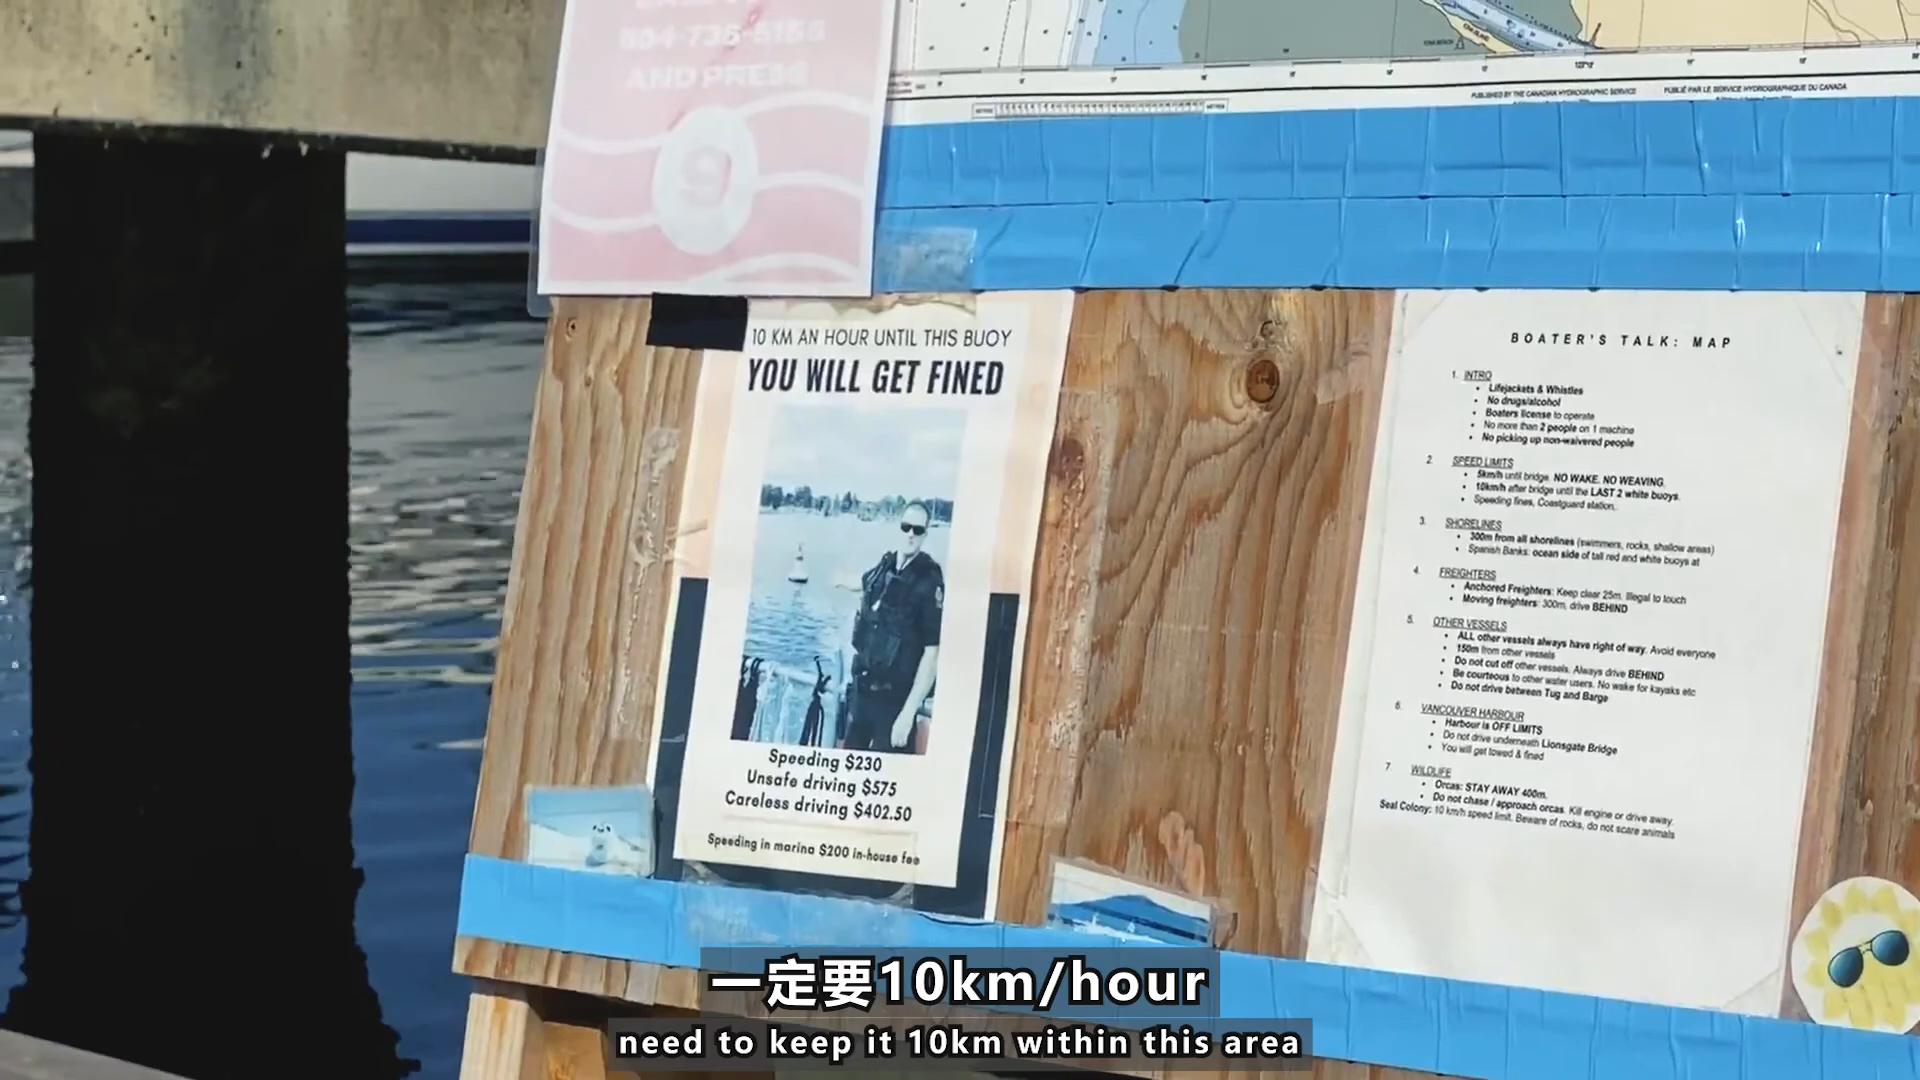 604-736-5155
AND PRESS
9
PUBLISHED BY THE CANADIAN HYDROGRAPHIC SERVICE
PUBLIÉ PAR LE SERVICE HYDROGRAPHIQUE DU CANADA
10 KM AN HOUR UNTIL THIS BUOY
YOU WILL GET FINED
Speeding $230
Unsafe driving $575
Careless driving $402.50
Speeding in marina $200 in-house fee
BOATER'S TALK: MAP
1. INTRO
• Lifejackets & Whistles
• No drugs/alcohol
• Boaters license to operate
• No more than 2 people on 1 machine
• No picking up non-waivered people
2. SPEED LIMITS
• 5km/h until bridge. NO WAKE. NO WEAVING.
• 10km/h after bridge until the LAST 2 white buoys.
• Speeding fines, Coastguard station.
3. SHORELINES
• 300m from all shorelines (swimmers, rocks, shallow areas)
• Spanish Banks: ocean side of tall red and white buoys at
4. FREIGHTERS
• Anchored Freighters: Keep clear 25m. Illegal to touch
• Moving freighters: 300m, drive BEHIND
5. OTHER VESSELS
• ALL other vessels always have right of way. Avoid everyone
• 150m from other vessels
• Do not cut off other vessels. Always drive BEHIND
• Be courteous to other water users. No wake for kayaks etc
• Do not drive between Tug and Barge
6. VANCOUVER HARBOUR
• Harbour is OFF LIMITS
• Do not drive underneath Lionsgate Bridge
• You will get towed & fined
7. WILDLIFE
• Orcas: STAY AWAY 400m.
• Do not chase / approach orcas. Kill engine or drive away.
Seal Colony: 10 km/h speed limit. Beware of rocks, do not scare animals
一定要10km/hour
need to keep it 10km within this area